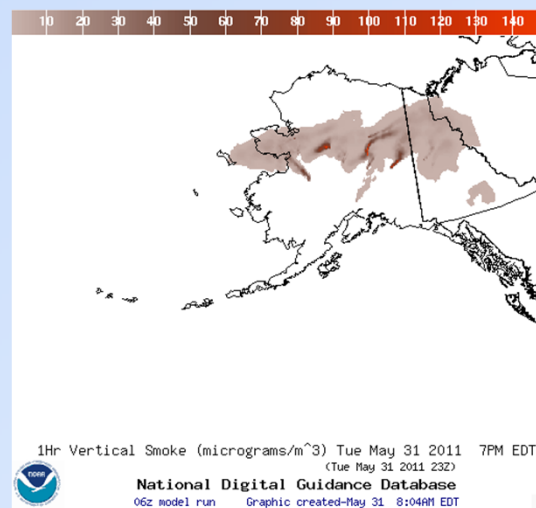 10 20 30 40 50 60 70 80 90 100 110 120 130 140
1Hr Vertical Smoke (micrograms/m^3) Tue May 31 2011 7PM EDT
(Tue May 31 2011 23Z)
NOAA
National Digital Guidance Database
06z model run Graphic created-May 31 8:04AM EDT